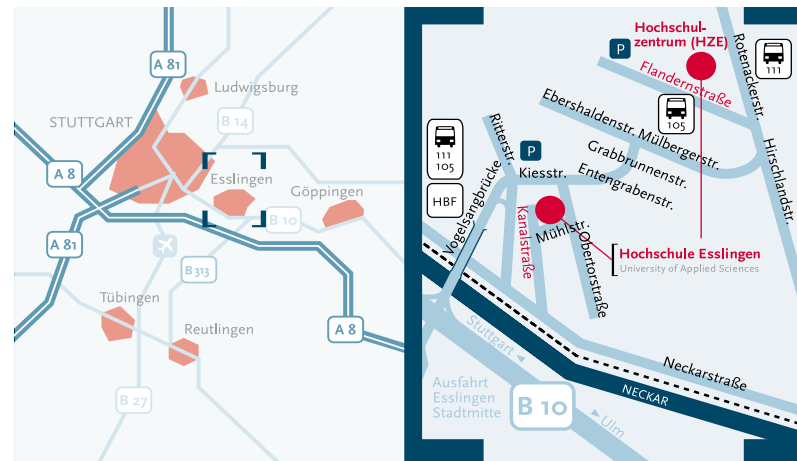 A 81
Ludwigsburg
STUTTGART
B 14
A 8
Esslingen
Göppingen
B 10
A 81
B 313
Tübingen
A 8
Reutlingen
B 27
Hochschul-
zentrum (HZE)
P
Rotenackerstr.
111
Flandernstraße
105
Ebershaldenstr.
Mülbergerstr.
Ritterstr.
111
105
P
Grabbrunnenstr.
Hirschlandstr.
Kiesstr.
Entengrabenstr.
HBF
Vogelsangbrücke
Kanalstraße
Mühlstr.
Obertorstraße
Hochschule Esslingen
University of Applied Sciences
Stuttgart
Neckarstraße
NECKAR
Ausfahrt
Esslingen
Stadtmitte
B 10
Ulm